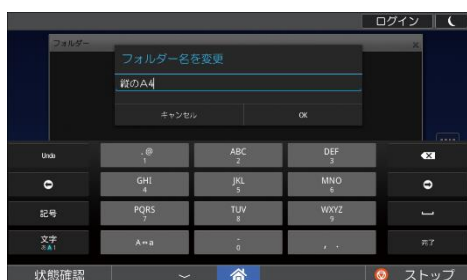 ログイン
フォルダー ×
フォルダー名を変更
縦のA4
キャンセル OK
Undo .@ 1 ABC 2 DEF 3
GHI 4 JKL 5 MNO 6
記号 PQRS 7 TUV 8 WXYZ 9
文字 あA1 A↔a - 0 , . 完了
状態確認 ストップ